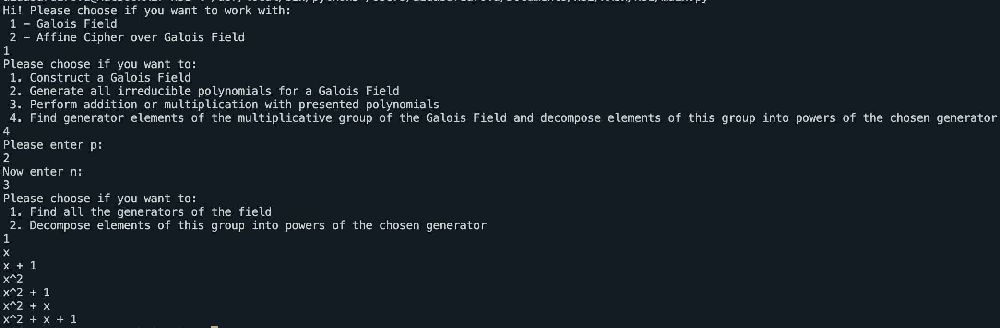 Hi! Please choose if you want to work with:
1 – Galois Field
2 – Affine Cipher over Galois Field
1
Please choose if you want to:
1. Construct a Galois Field
2. Generate all irreducible polynomials for a Galois Field
3. Perform addition or multiplication with presented polynomials
4. Find generator elements of the multiplicative group of the Galois Field and decompose elements of this group into powers of the chosen generator
4
Please enter p:
2
Now enter n:
3
Please choose if you want to:
1. Find all the generators of the field
2. Decompose elements of this group into powers of the chosen generator
1
x
x + 1
x^2
x^2 + 1
x^2 + x
x^2 + x + 1